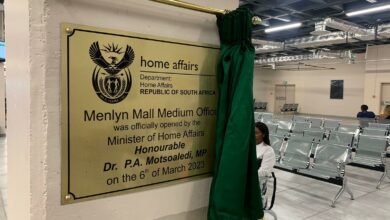 home affairs
Department:
Home Affairs
REPUBLIC OF SOUTH AFRICA
Menlyn Mall Medium Office
was officially opened by the
Minister of Home Affairs
Honourable
Dr. P.A. Motsoaledi, MP
on the 6th of March 2023